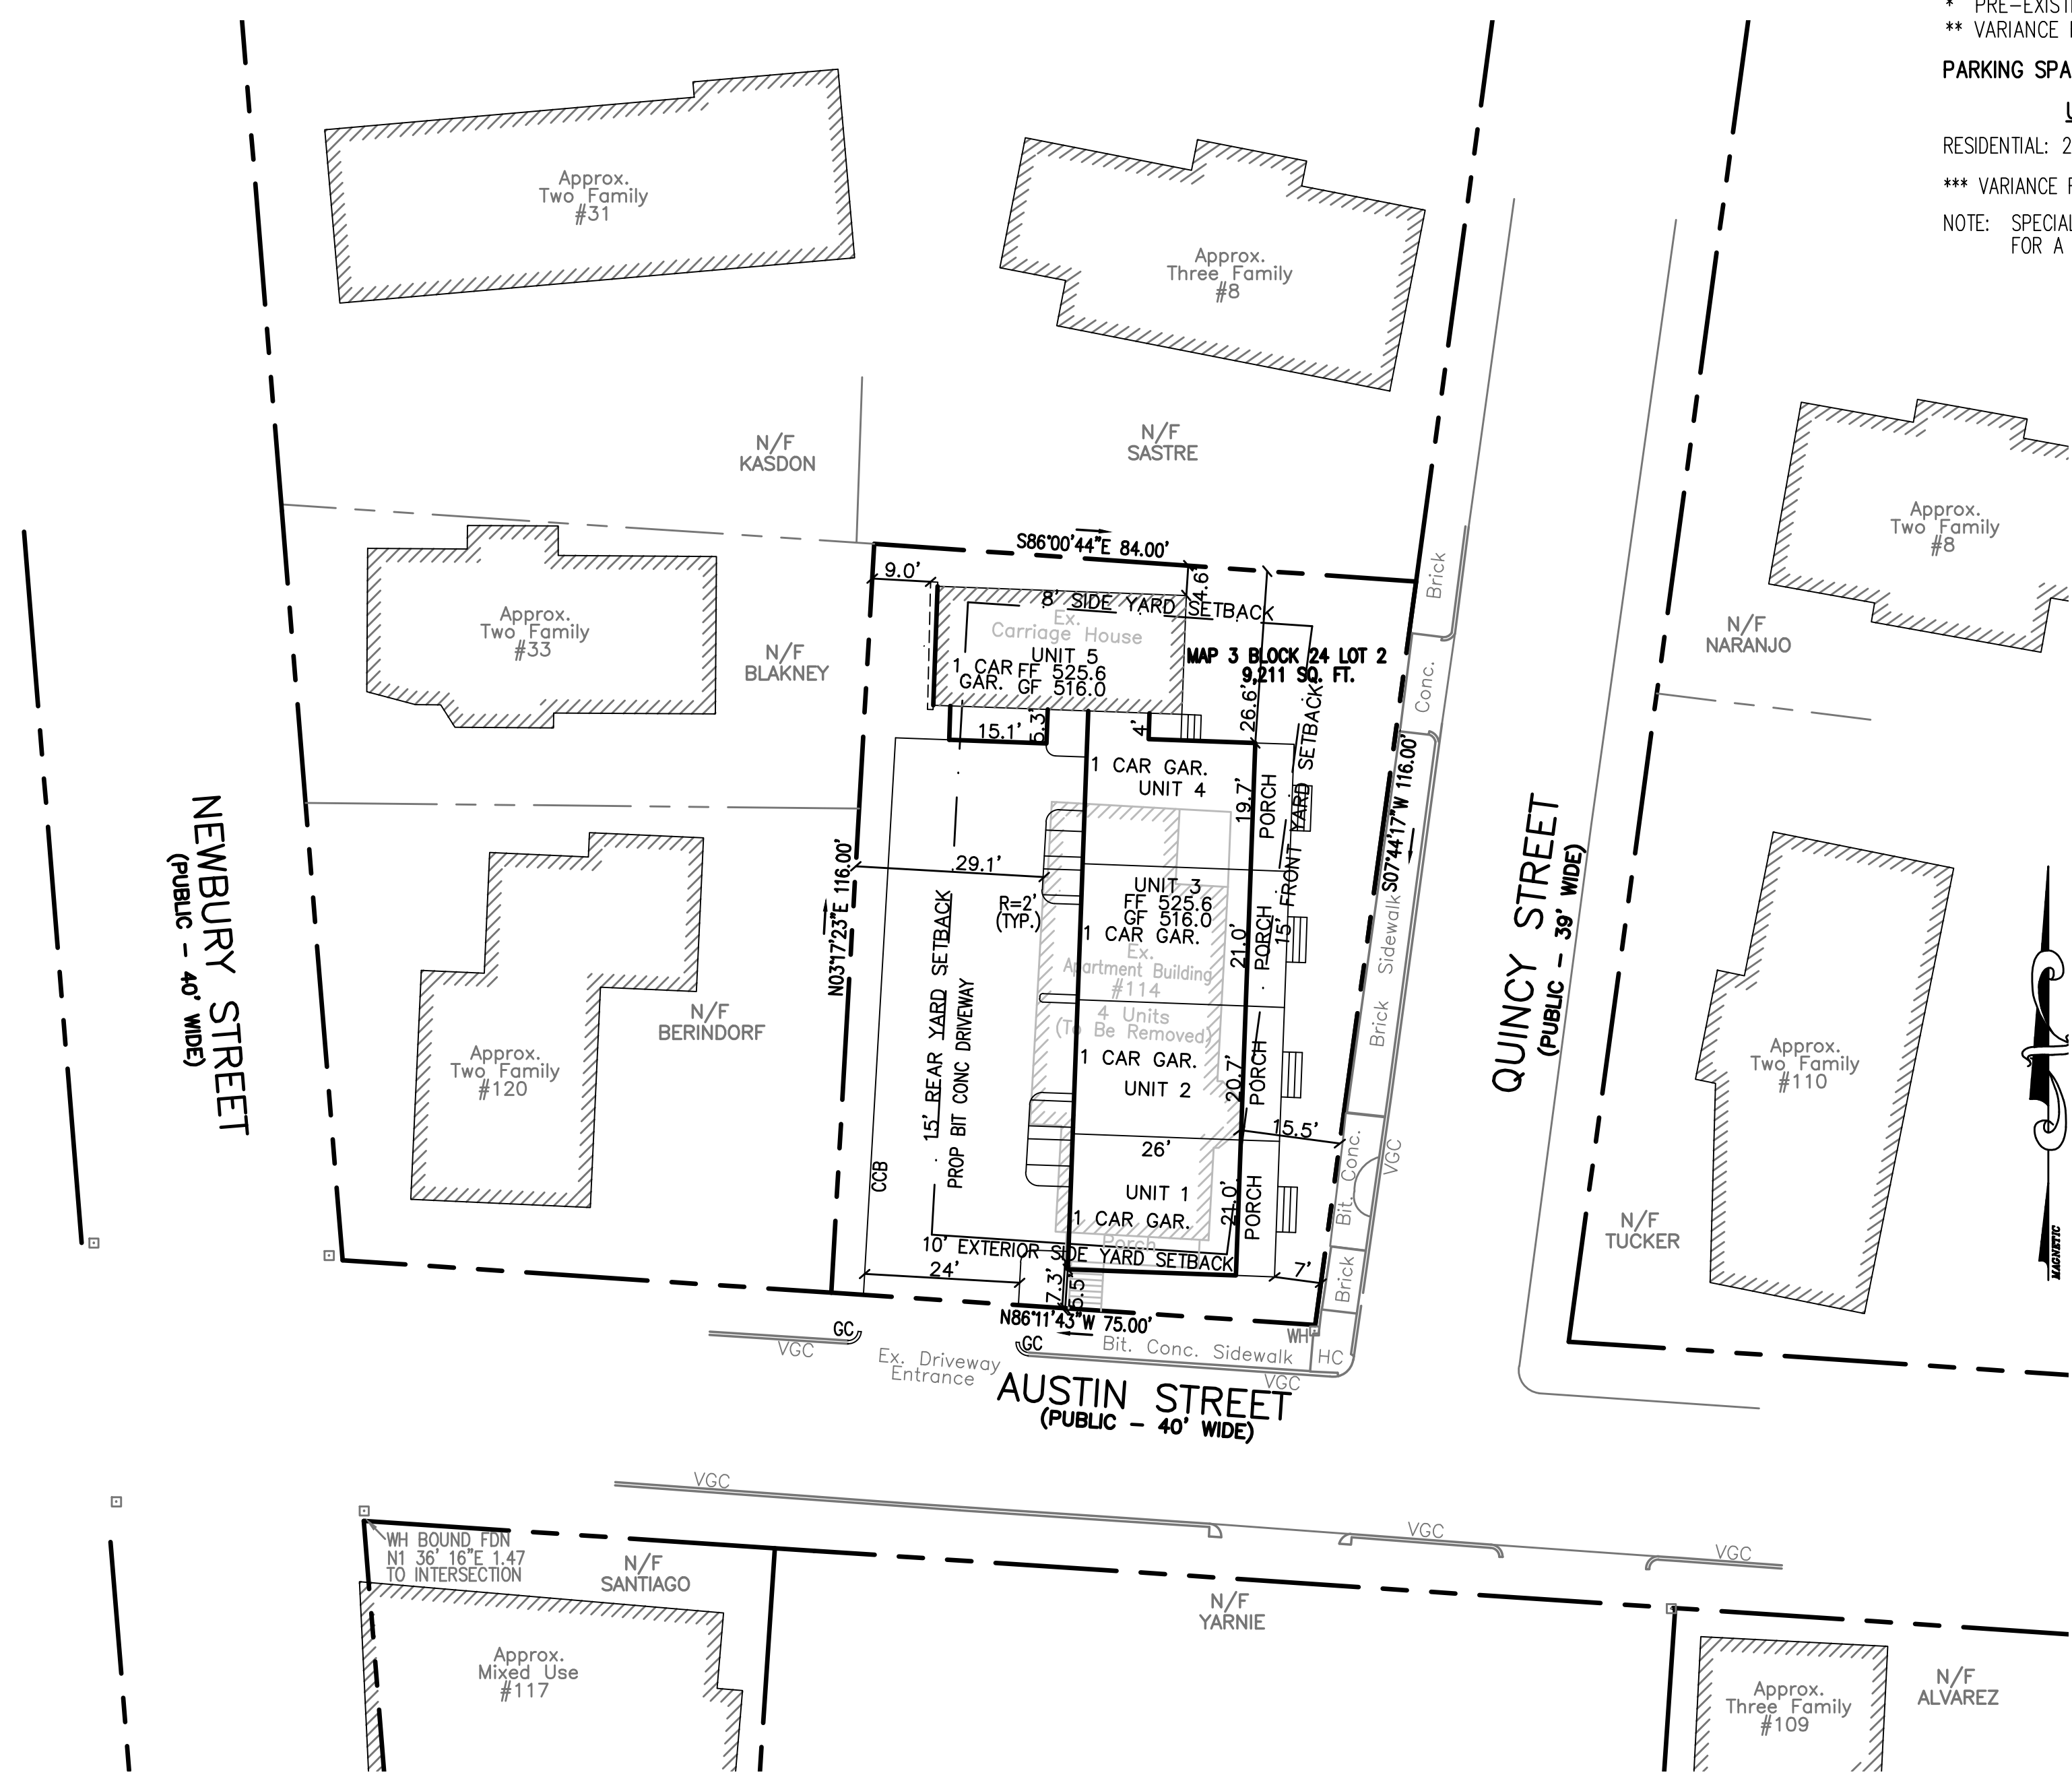 * PRE-EXIST
** VARIANCE
PARKING SPA
RESIDENTIAL: 2
*** VARIANCE
NOTE: SPECIAL
FOR A
Approx.
Two Family
#31
Approx.
Three Family
#8
N/F
KASDON
N/F
SASTRE
Approx.
Two Family
#8
S86°00'44"E 84.00'
9.0'
4.6'
8' SIDE YARD SETBACK
Ex.
Carriage House
UNIT 5
1 CAR
GAR.
FF 525.6
GF 516.0
MAP 3 BLOCK 24 LOT 2
9,211 SQ. FT.
Brick
Conc.
Approx.
Two Family
#33
N/F
BLAKNEY
N/F
NARANJO
15.1'
5.3'
4'
26.6'
1 CAR GAR.
UNIT 4
19.7'
PORCH
15' FRONT YARD SETBACK
S07°44'17"W 116.00'
NEWBURY STREET
(PUBLIC - 40' WIDE)
N03°17'23"E 116.00'
29.1'
R=2'
(TYP.)
UNIT 3
FF 525.6
GF 516.0
1 CAR GAR.
21.0'
PORCH
Ex.
Apartment Building
#114
4 Units
(To Be Removed)
1 CAR GAR.
UNIT 2
20.7'
PORCH
15' REAR YARD SETBACK
PROP BIT CONC DRIVEWAY
CCB
Brick Sidewalk
QUINCY STREET
(PUBLIC - 39' WIDE)
N/F
BERINDORF
Approx.
Two Family
#120
Approx.
Two Family
#110
15.5'
26'
UNIT 1
1 CAR GAR.
21.0'
PORCH
Porch
Bit. Conc.
VGC
Brick
N/F
TUCKER
MAGNETIC
10' EXTERIOR SIDE YARD SETBACK
24'
7.3'
5.5'
7'
N86°11'43"W 75.00'
GC
VGC
GC
Bit. Conc. Sidewalk
WH
HC
VGC
Ex. Driveway
Entrance
AUSTIN STREET
(PUBLIC - 40' WIDE)
VGC
VGC
VGC
WH BOUND FDN
N1 36' 16"E 1.47
TO INTERSECTION
N/F
SANTIAGO
N/F
YARNIE
Approx.
Mixed Use
#117
Approx.
Three Family
#109
N/F
ALVAREZ